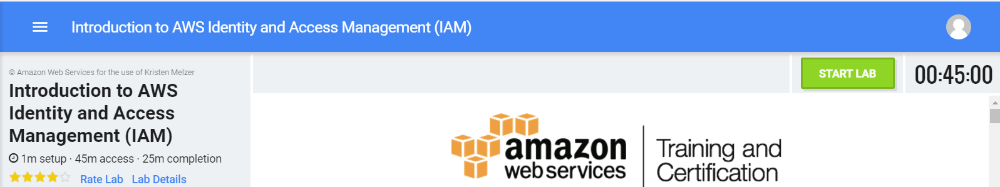 Introduction to AWS Identity and Access Management (IAM)
© Amazon Web Services for the use of Kristen Melzer
Introduction to AWS
Identity and Access
Management (IAM)
1m setup · 45m access · 25m completion
Rate Lab Lab Details
START LAB
00:45:00
amazon
web services
Training and
Certification